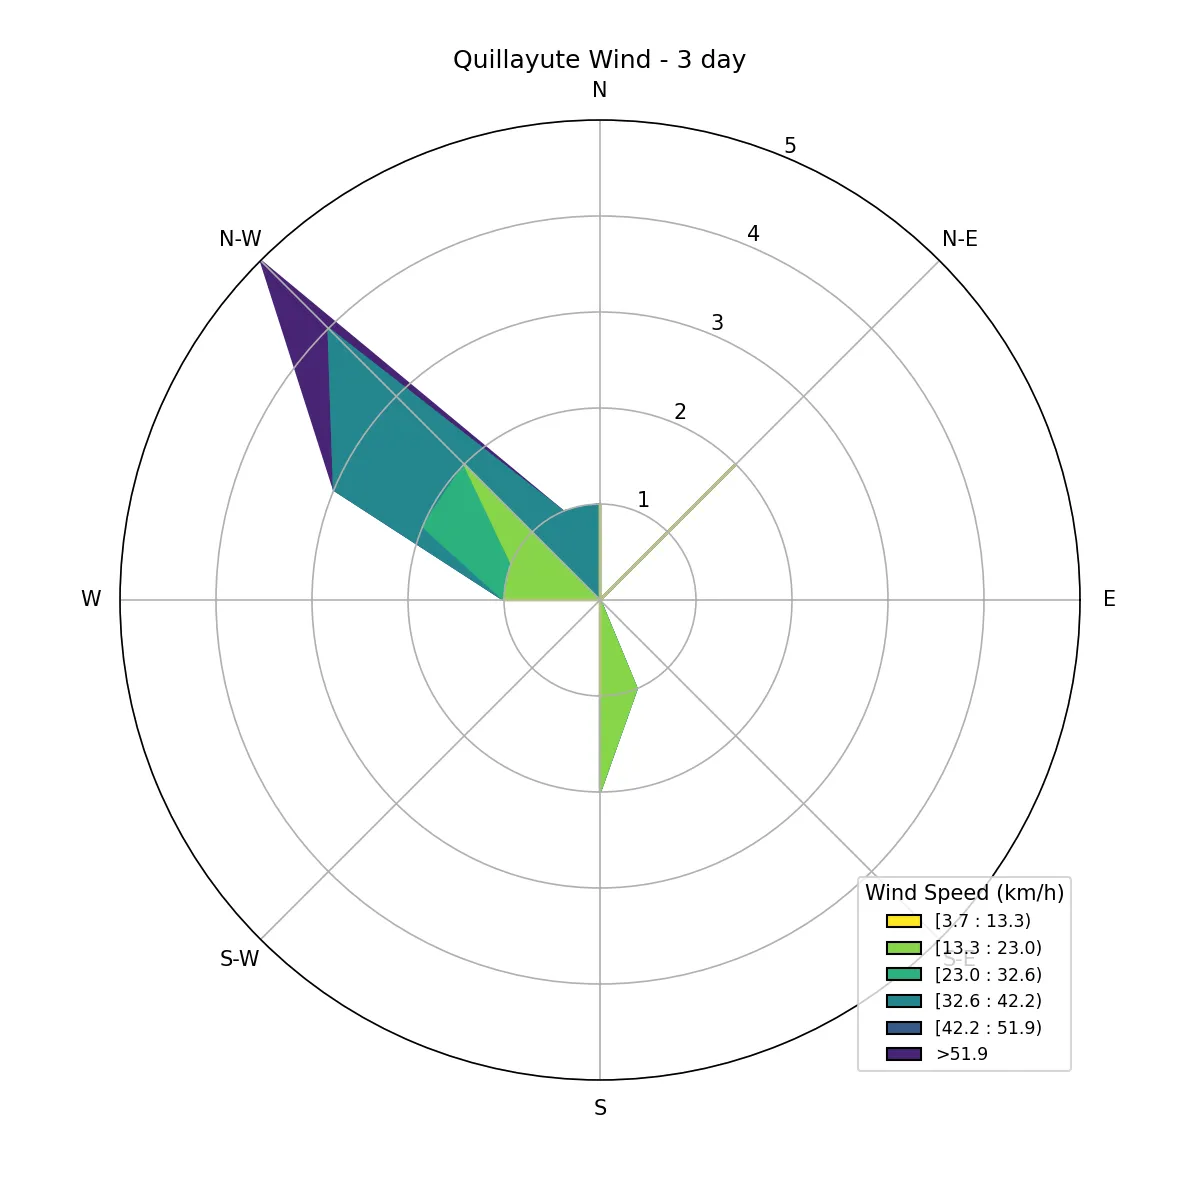 Quillayute Wind - 3 day
N
5
N-W
N-E
4
3
2
1
W
E
Wind Speed (km/h)
[3.7 : 13.3)
[13.3 : 23.0)
S-W
S-E
[23.0 : 32.6)
[32.6 : 42.2)
[42.2 : 51.9)
>51.9
S